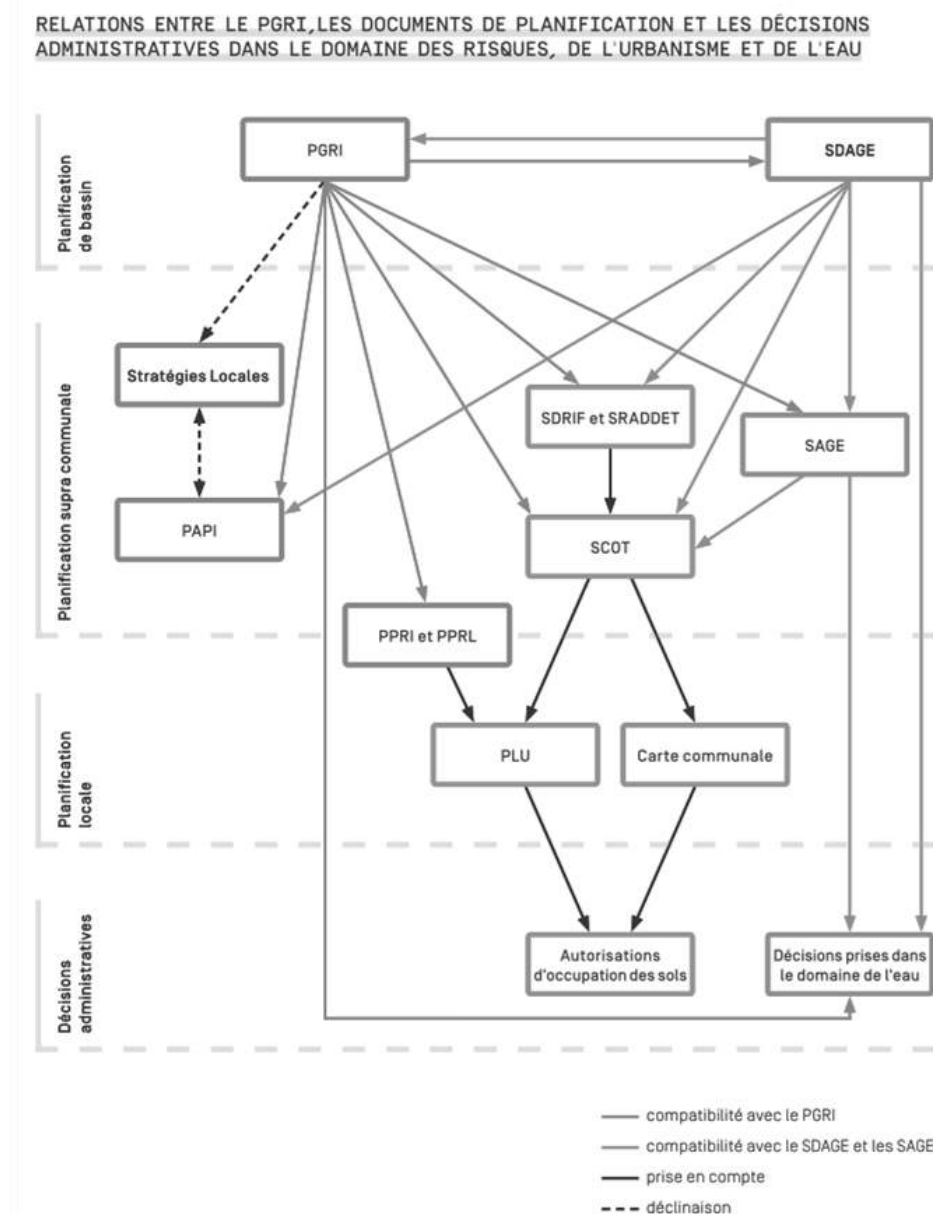 RELATIONS ENTRE LE PGRI,LES DOCUMENTS DE PLANIFICATION ET LES DÉCISIONS
ADMINISTRATIVES DANS LE DOMAINE DES RISQUES, DE L'URBANISME ET DE L'EAU
Planification
de bassin
PGRI
SDAGE
Planification supra communale
Stratégies Locales
SDRIF et SRADDET
SAGE
PAPI
SCOT
PPRI et PPRL
Planification
locale
PLU
Carte communale
Décisions
administratives
Autorisations
d'occupation des sols
Décisions prises dans
le domaine de l'eau
compatibilité avec le PGRI
compatibilité avec le SDAGE et les SAGE
prise en compte
déclinaison